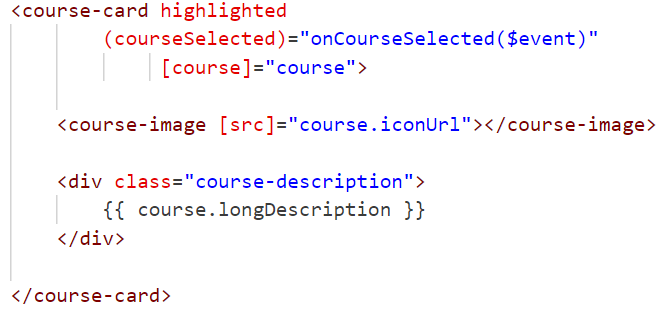 <course-card highlighted
(courseSelected)="onCourseSelected($event)"
[course]="course">
<course-image [src]="course.iconUrl"></course-image>
<div class="course-description">
{{ course.longDescription }}
</div>
</course-card>